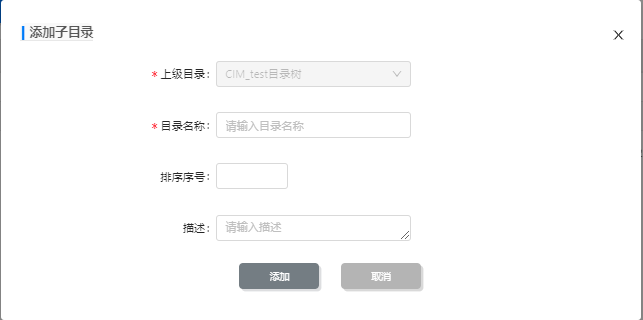 添加子目录
* 上级目录： CIM_test目录树
* 目录名称： 请输入目录名称
排序序号：
描述： 请输入描述
添加 取消